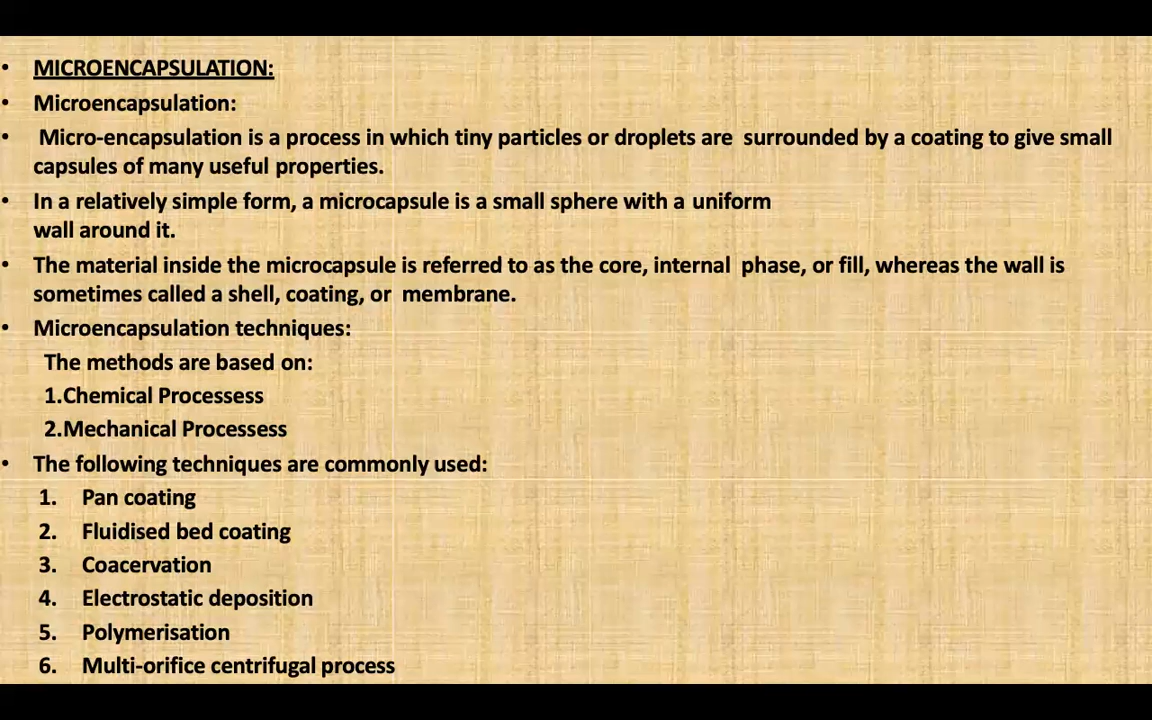 • MICROENCAPSULATION:
• Microencapsulation:
• Micro-encapsulation is a process in which tiny particles or droplets are surrounded by a coating to give small
capsules of many useful properties.
• In a relatively simple form, a microcapsule is a small sphere with a uniform
wall around it.
• The material inside the microcapsule is referred to as the core, internal phase, or fill, whereas the wall is
sometimes called a shell, coating, or membrane.
• Microencapsulation techniques:
The methods are based on:
1.Chemical Processess
2.Mechanical Processess
• The following techniques are commonly used:
1. Pan coating
2. Fluidised bed coating
3. Coacervation
4. Electrostatic deposition
5. Polymerisation
6. Multi-orifice centrifugal process